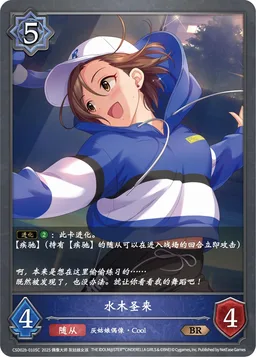 5
进化 2 ：此卡进化。
【疾驰】（持有【疾驰】的随从可以在进入战场的回合立即攻击）
啊，本来是想在这里偷偷练习的……
既然被发现了，也没办法。就让你看看我的舞蹈吧！
水木圣来
4
随从
灰姑娘偶像・Cool
BR
4